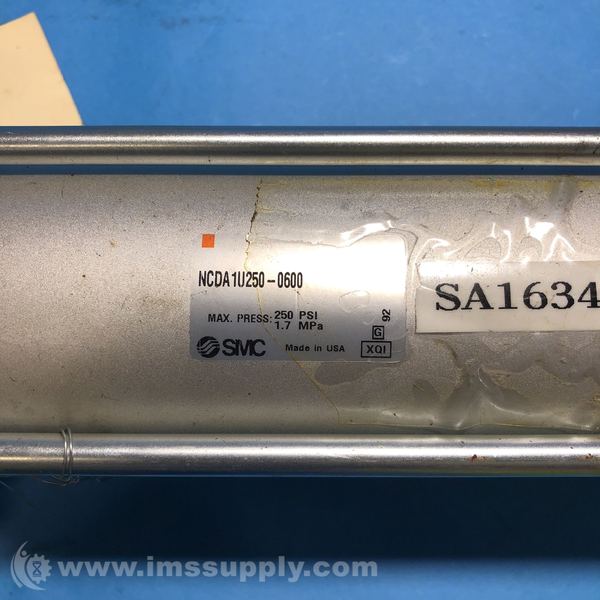 NCDA1U250-0600
MAX. PRESS: 250 PSI
1.7 MPa
G 92
SMC Made in USA XQI
SA1634
www.imssupply.com